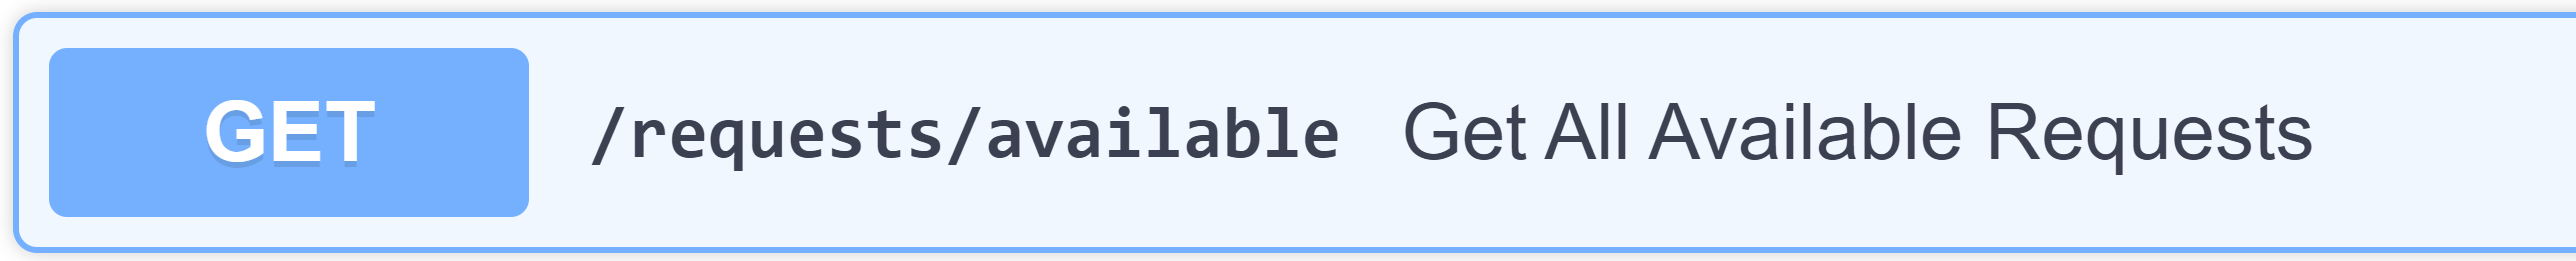 GET /requests/available Get All Available Requests